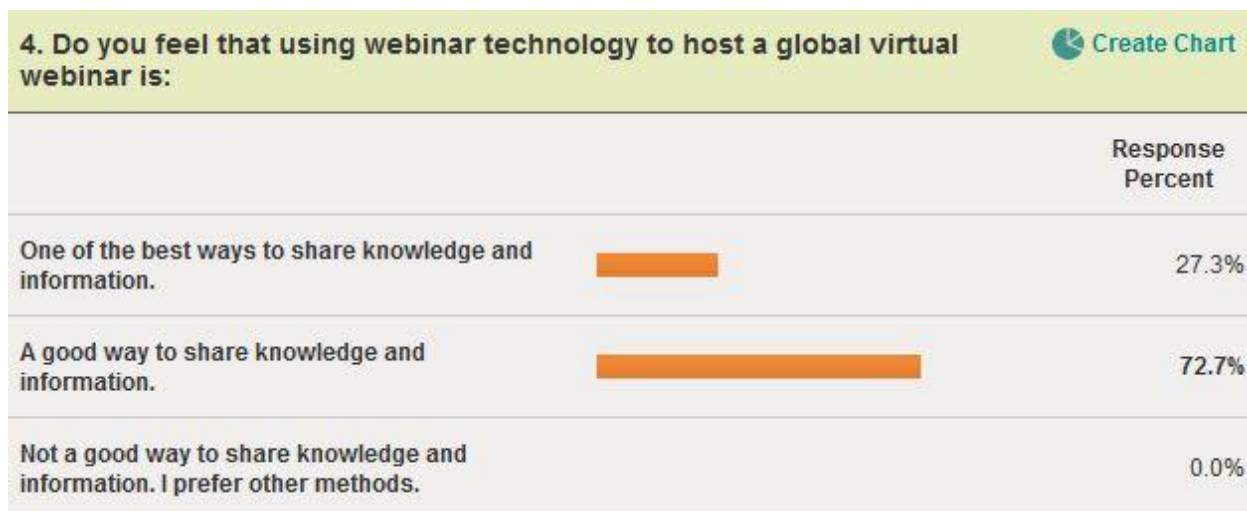 4. Do you feel that using webinar technology to host a global virtual
webinar is:
Create Chart
Response
Percent
One of the best ways to share knowledge and
information.
27.3%
A good way to share knowledge and
information.
72.7%
Not a good way to share knowledge and
information. I prefer other methods.
0.0%